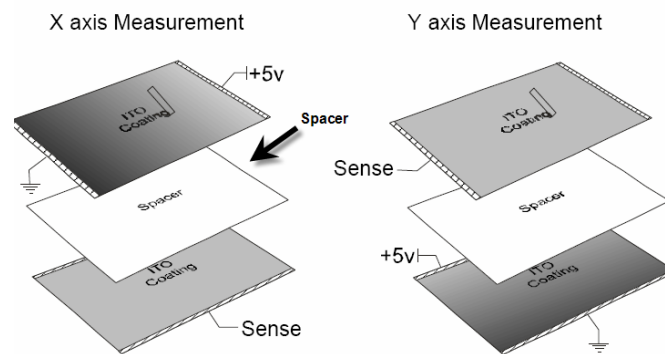 X axis Measurement
+5v
ITO
Coating
Spacer
Spacer
ITO
Coating
Sense
Y axis Measurement
ITO
Coating
Sense
Spacer
+5v
ITO
Coating